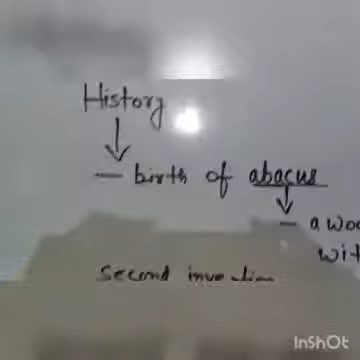 History
— birth of abacus
— a woo
wit
second invention
InShOt